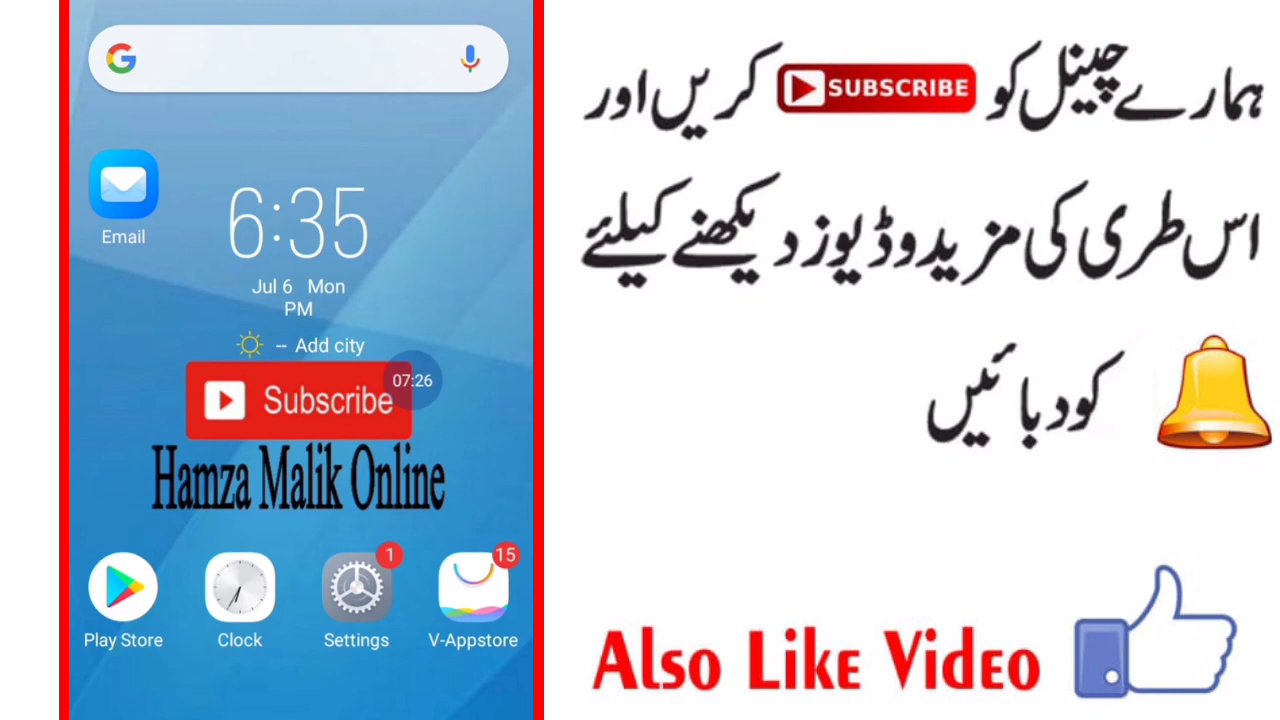 Email
6:35
Jul 6 Mon
PM
-- Add city
07:26
Subscribe
Hamza Malik Online
1
15
Play Store
Clock
Settings
V-Appstore
ہمارے چینل کو SUBSCRIBE کریں اور
اس طری کی مزید وڈیوز دیکھنے کیلئے
کو دبائیں
Also Like Video